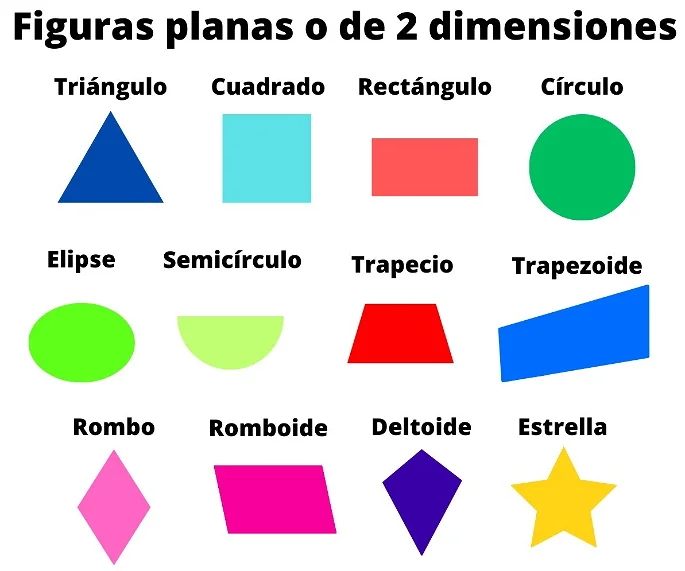 Figuras planas o de 2 dimensiones
Triángulo Cuadrado Rectángulo Círculo
Elipse Semicírculo Trapecio Trapezoide
Rombo Romboide Deltoide Estrella